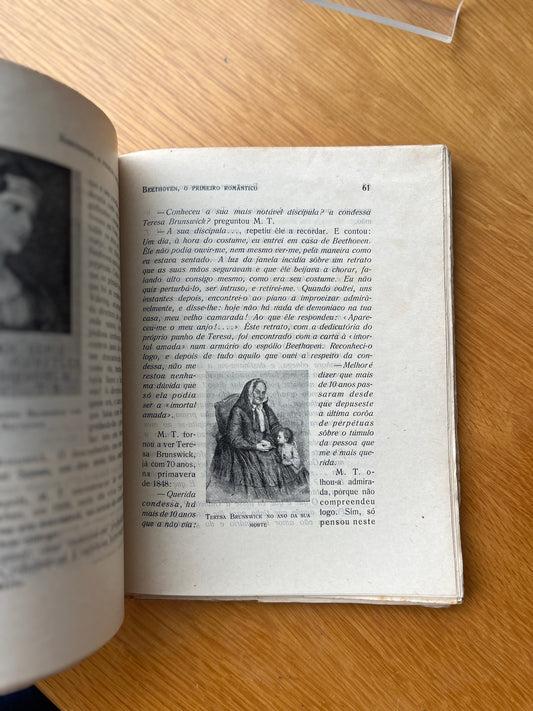 BEETHOVEN, O PRIMEIRO ROMÂNTICO 61
— Conheceu a sua mais notável discípula? a condessa
Teresa Brunswick? preguntou M. T.
— A sua discípula...., repetiu êle a recordar. E contou:
Um dia, à hora do costume, eu entrei em casa de Beethoven.
Êle não podia ouvir-me, nem mesmo ver-me, pela maneira como
eu estava sentado. A luz da janela incidia sôbre um retrato
que as suas mãos seguravam e que êle beijava a chorar, fa-
lando alto consigo mesmo, como era seu costume. Eu não
quiz perturbá-lo, ser intruso, e retirei-me. Quando voltei, uns
instantes depois, encontrei-o ao piano a improvizar admirà-
velmente, e disse-lhe: hoje não há nada de demoníaco na tua
cara, meu velho camarada! Ao que êle respondeu: «Apare-
ceu-me o meu anjo!....» Êste retrato, com a dedicatória do
próprio punho de Teresa, foi encontrado com a cartà à «imor-
tal amada» num armário do espólio Beethoven. Reconheci-o
logo, e depois de tudo aquilo que ouvi a respeito da con-
dessa, não me
restou nenhu-
ma dúvida que
só ela podia
ser a «imortal
amada»..
M. T. tor-
nou a ver Tere-
sa Brunswick,
já com 70 anos,
na primavera
de 1848:
— Querida
condessa, há
mais de 10 anos
que a não via:
TERESA BRUNSWICK NO ANO DA SUA
MORTE
— Melhor é
dizer que mais
de 10 anos pas-
saram desde
que depuseste
a última corôa
de perpétuas
sôbre o túmulo
da pessoa que
me é mais que-
rida.
M. T. o-
lhou-a admira-
da, porque não
compreendeu
logo. Sim, só
pensou neste